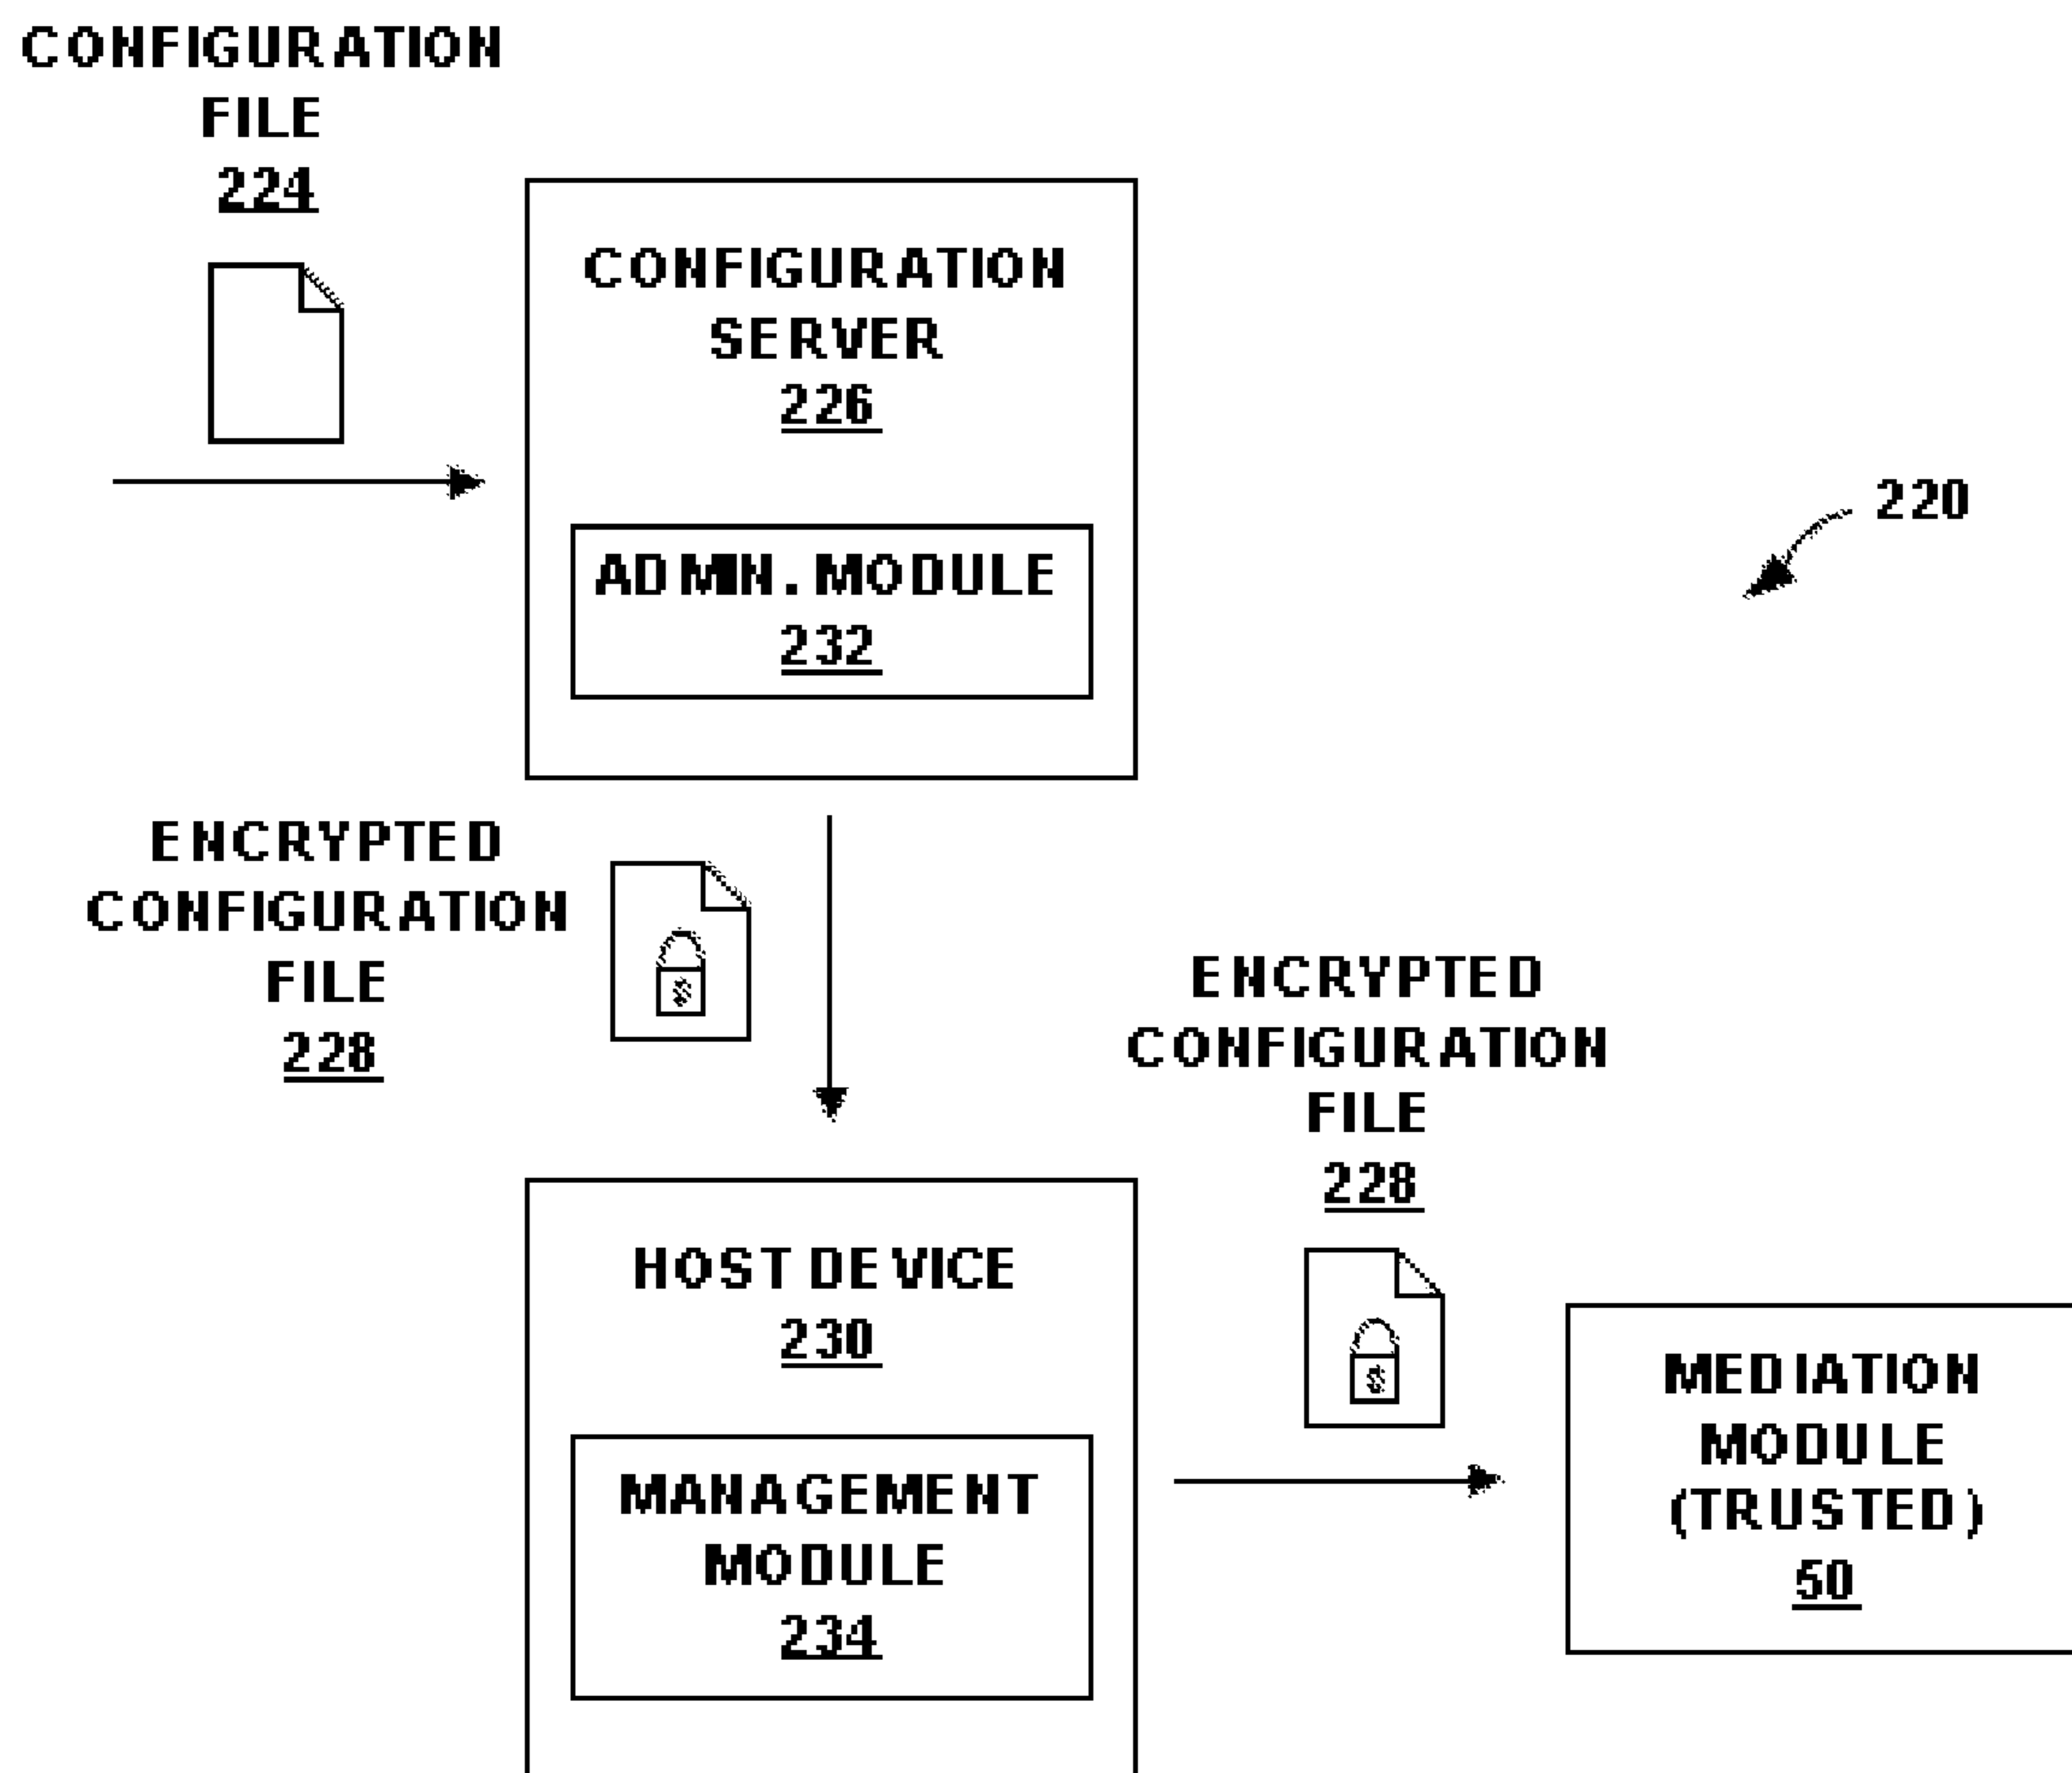 CONFIGURATION
FILE
224
CONFIGURATION
SERVER
226
ADMIN. MODULE
232
220
ENCRYPTED
CONFIGURATION
FILE
228
ENCRYPTED
CONFIGURATION
FILE
228
HOST DEVICE
230
MANAGEMENT
MODULE
234
MEDIATION
MODULE
(TRUSTED)
50